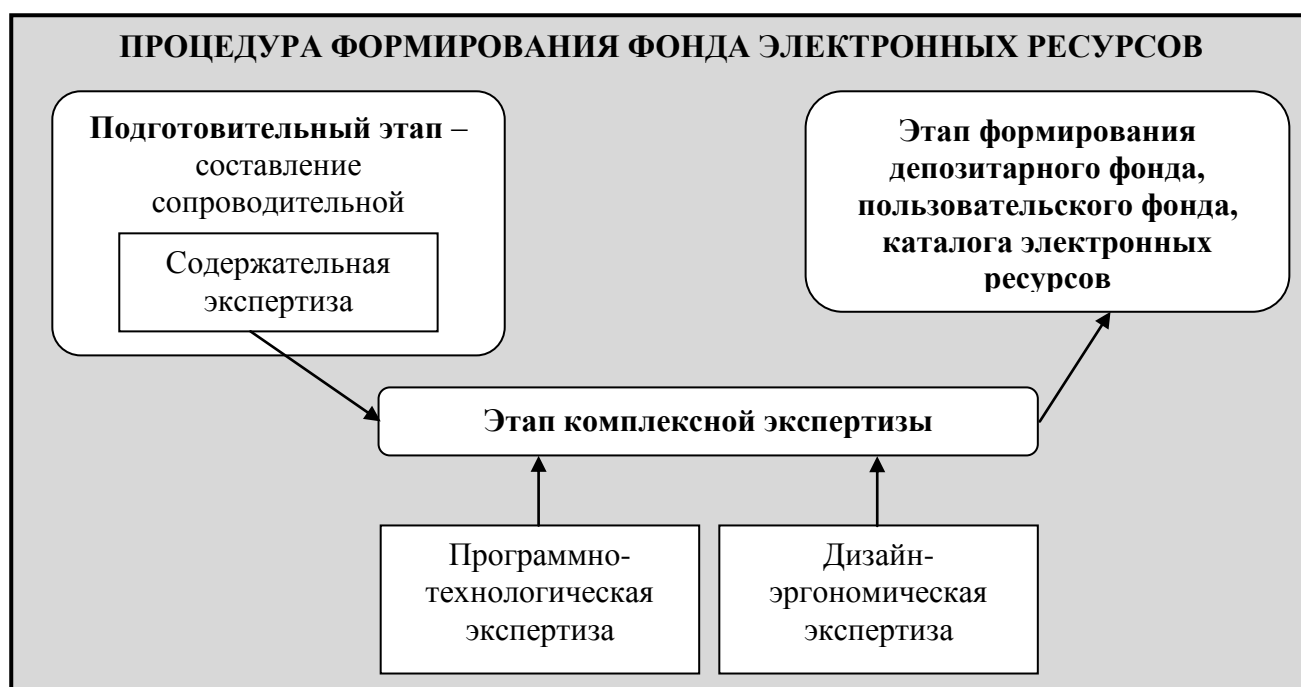 ПРОЦЕДУРА ФОРМИРОВАНИЯ ФОНДА ЭЛЕКТРОННЫХ РЕСУРСОВ
Подготовительный этап –
составление
сопроводительной
Содержательная
экспертиза
Этап формирования
депозитарного фонда,
пользовательского фонда,
каталога электронных
ресурсов
Этап комплексной экспертизы
Программно-
технологическая
экспертиза
Дизайн-
эргономическая
экспертиза